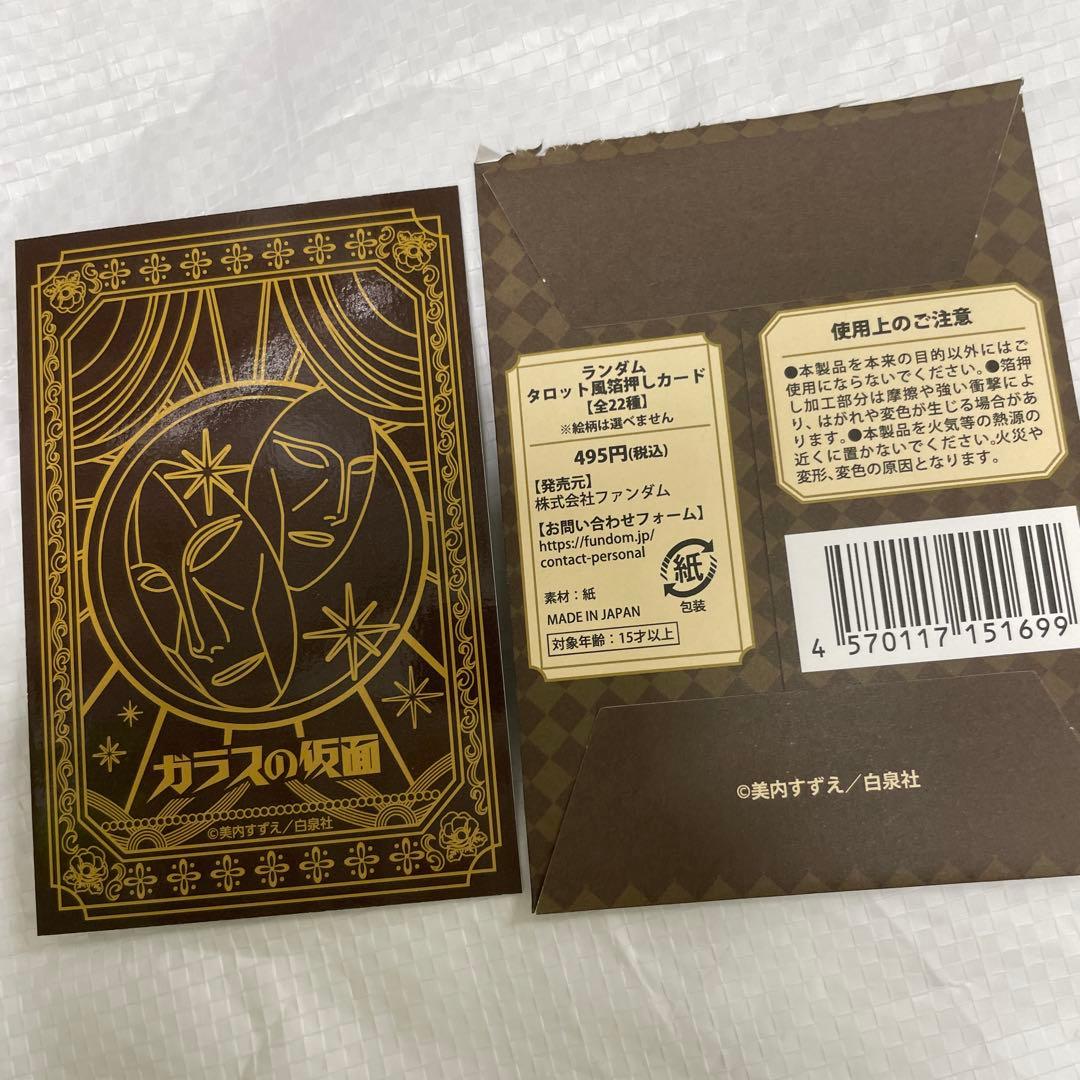 ガラスの仮面
©美内すずえ／白泉社
ランダム
タロット風箔押しカード
【全22種】
※絵柄は選べません
495円(税込)
【発売元】
株式会社ファンダム
【お問い合わせフォーム】
https://fundom.jp/
contact-personal
紙
包装
素材：紙
MADE IN JAPAN
対象年齢：15才以上
使用上のご注意
●本製品を本来の目的以外にはご
使用にならないでください。●箔押
し加工部分は摩擦や強い衝撃によ
り、はがれや変色が生じる場合があ
ります。●本製品を火気等の熱源の
近くに置かないでください。火災や
変形、変色の原因となります。
4 570117 151699
©美内すずえ／白泉社